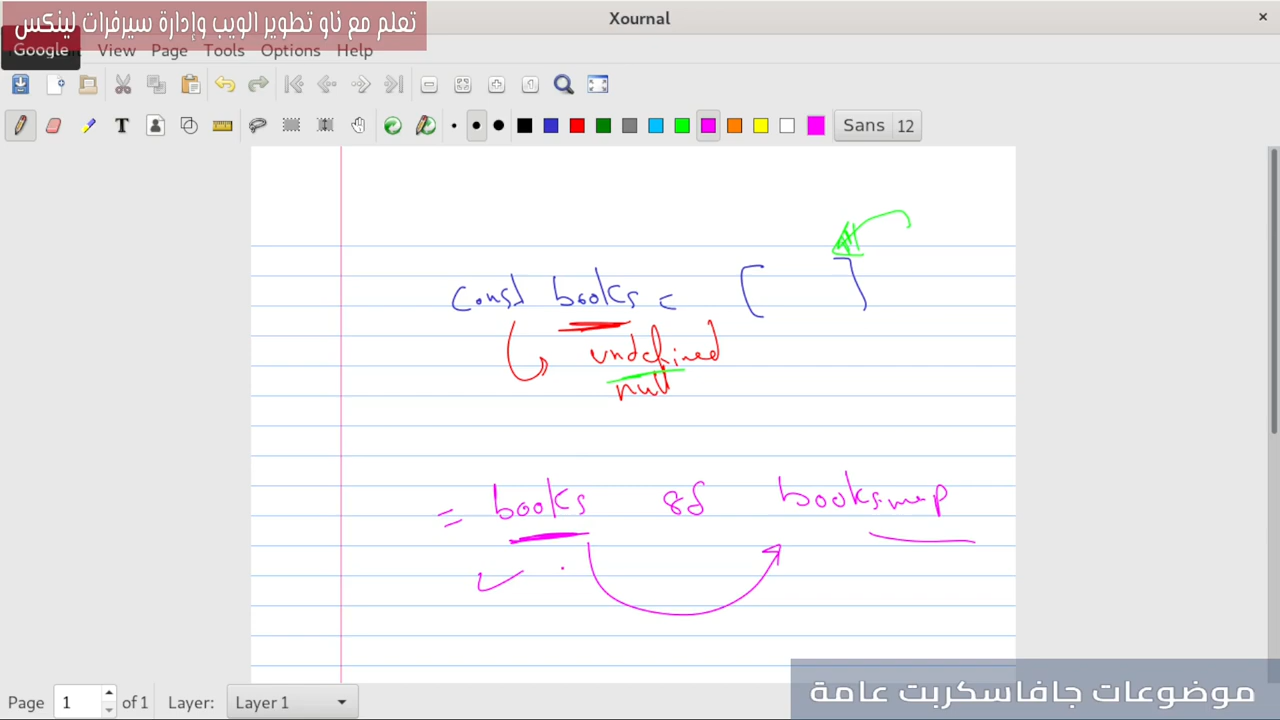 تعلم مع ناو تطوير الويب وإدارة سيرفرات لينكس
Xournal
Google View Page Tools Options Help
Sans 12
const books = [ ]
undefined
null
= books && books.map
Page 1 of 1 Layer: Layer 1
موضوعات جافاسكربت عامة